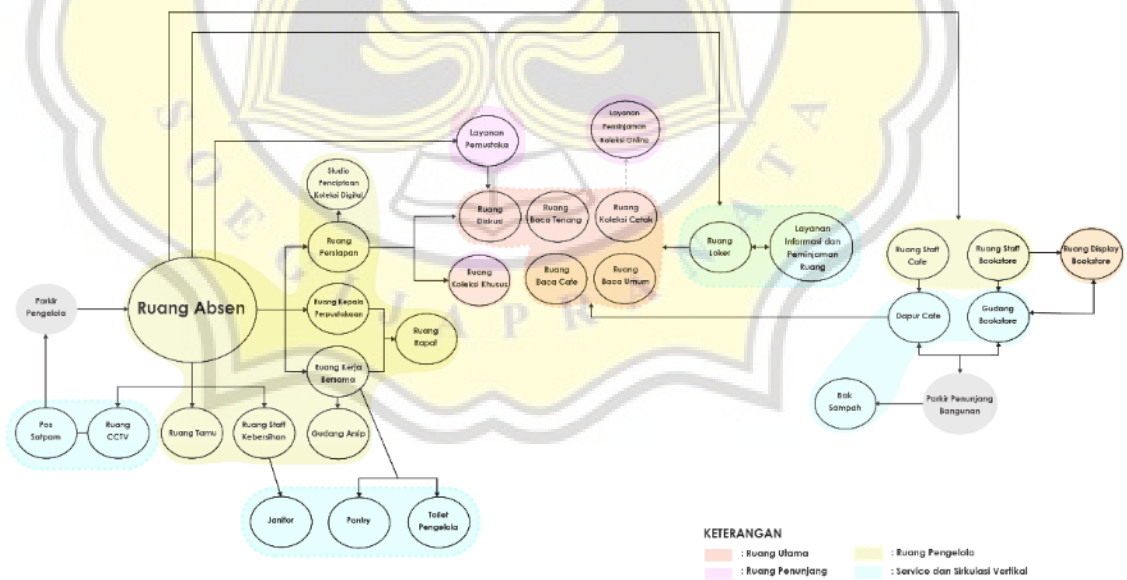 Layanan
Pemustaka
Layanan
Peminjaman
Koleksi Online
Studio
Penciptaan
Koleksi Digital
Ruang
Diskusi
Ruang
Baca Tenang
Ruang
Koleksi Cetak
Ruang
Persiapan
Ruang
Loker
Layanan
Informasi dan
Peminjaman
Ruang
Ruang Staff
Cafe
Ruang Staff
Bookstore
Ruang Display
Bookstore
Ruang
Koleksi Khusus
Ruang
Baca Cafe
Ruang
Baca Umum
Parkir
Pengelola
Ruang Absen
Ruang Kepala
Perpustakaan
Ruang
Rapat
Dapur Cafe
Gudang
Bookstore
Ruang Kerja
Bersama
Bak
Sampah
Parkir Penunjang
Bangunan
Pos
Satpam
Ruang
CCTV
Ruang Tamu
Ruang Staff
Kebersihan
Gudang Arsip
Janitor
Pantry
Toilet
Pengelola
KETERANGAN
: Ruang Utama
: Ruang Pengelola
: Ruang Penunjang
: Service dan Sirkulasi Vertikal
SOEGIJAPRANATA